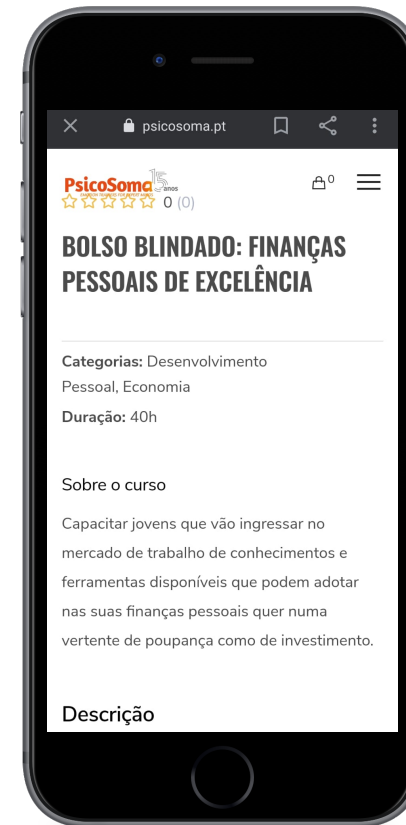 psicosoma.pt
PsicoSoma 15 anos
0 (0)
0
BOLSO BLINDADO: FINANÇAS
PESSOAIS DE EXCELÊNCIA
Categorias: Desenvolvimento
Pessoal, Economia
Duração: 40h
Sobre o curso
Capacitar jovens que vão ingressar no
mercado de trabalho de conhecimentos e
ferramentas disponíveis que podem adotar
nas suas finanças pessoais quer numa
vertente de poupança como de investimento.
Descrição